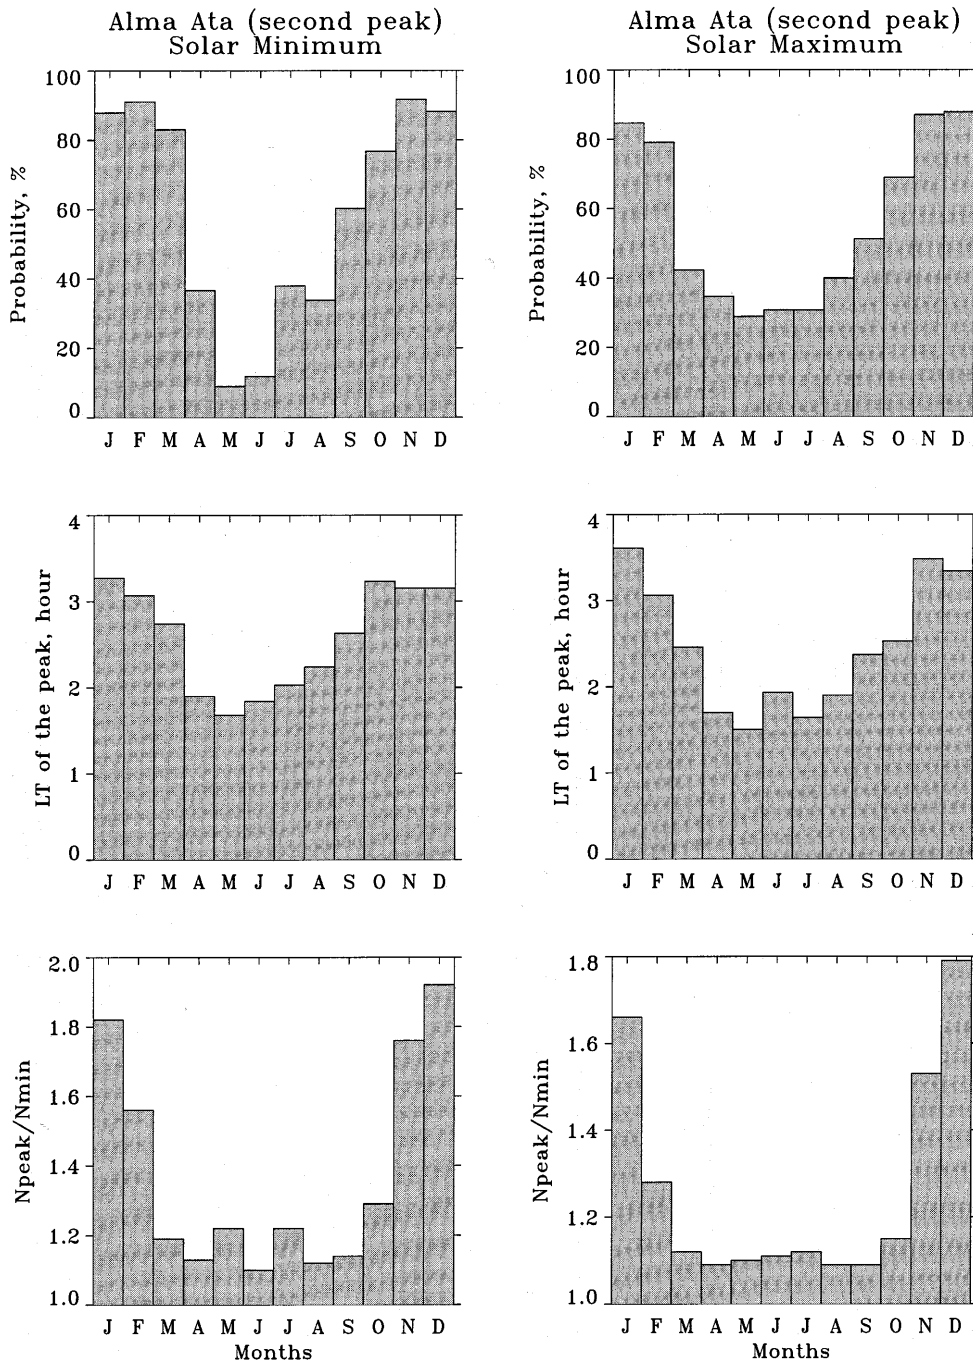 Alma Ata (second peak)
Solar Minimum
100
80
60
40
20
0
Probability, %
J F M A M J J A S O N D
4
3
2
1
0
LT of the peak, hour
J F M A M J J A S O N D
2.0
1.8
1.6
1.4
1.2
1.0
Npeak/Nmin
J F M A M J J A S O N D
Months
Alma Ata (second peak)
Solar Maximum
100
80
60
40
20
0
Probability, %
J F M A M J J A S O N D
4
3
2
1
0
LT of the peak, hour
J F M A M J J A S O N D
1.8
1.6
1.4
1.2
1.0
Npeak/Nmin
J F M A M J J A S O N D
Months